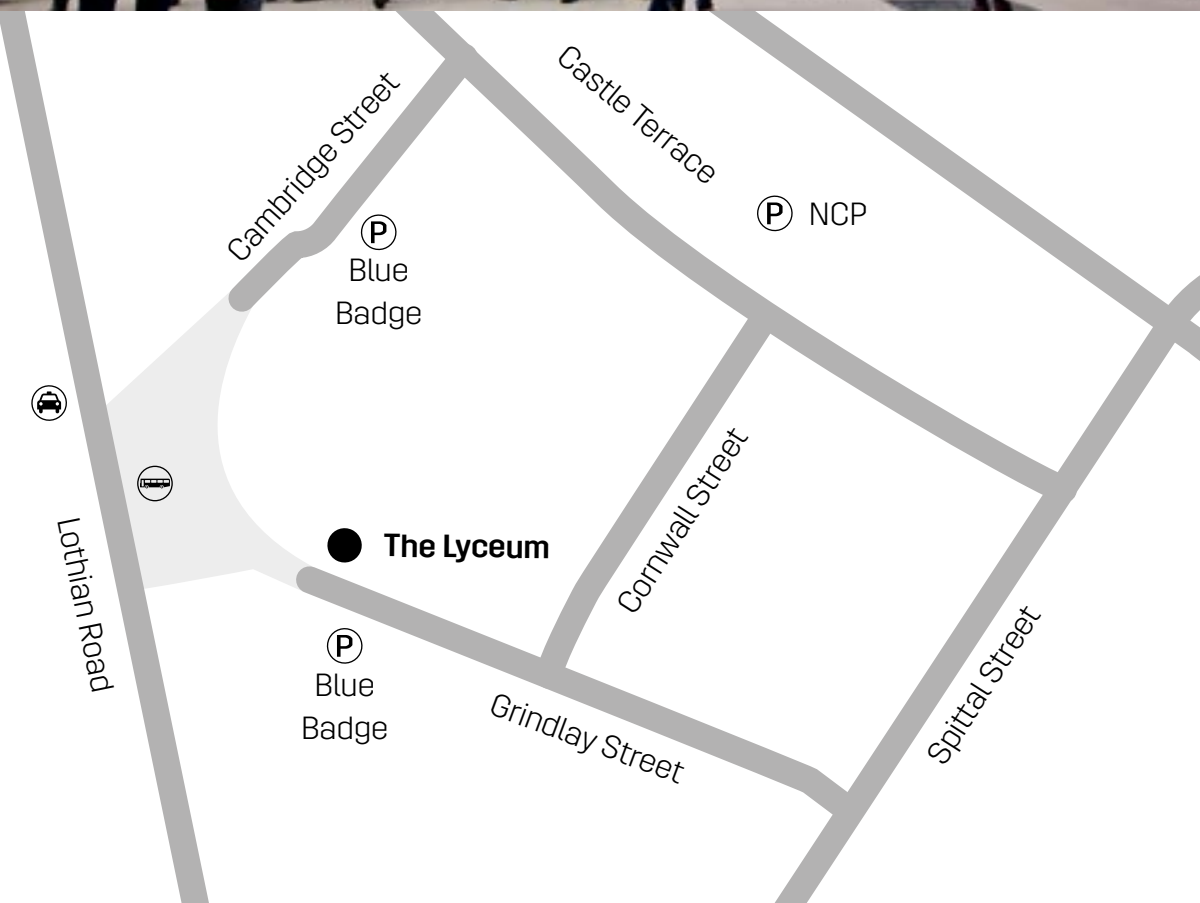 Castle Terrace
Cambridge Street
P NCP
P
Blue
Badge
Cornwall Street
Lothian Road
The Lyceum
P
Blue
Badge
Grindlay Street
Spittal Street